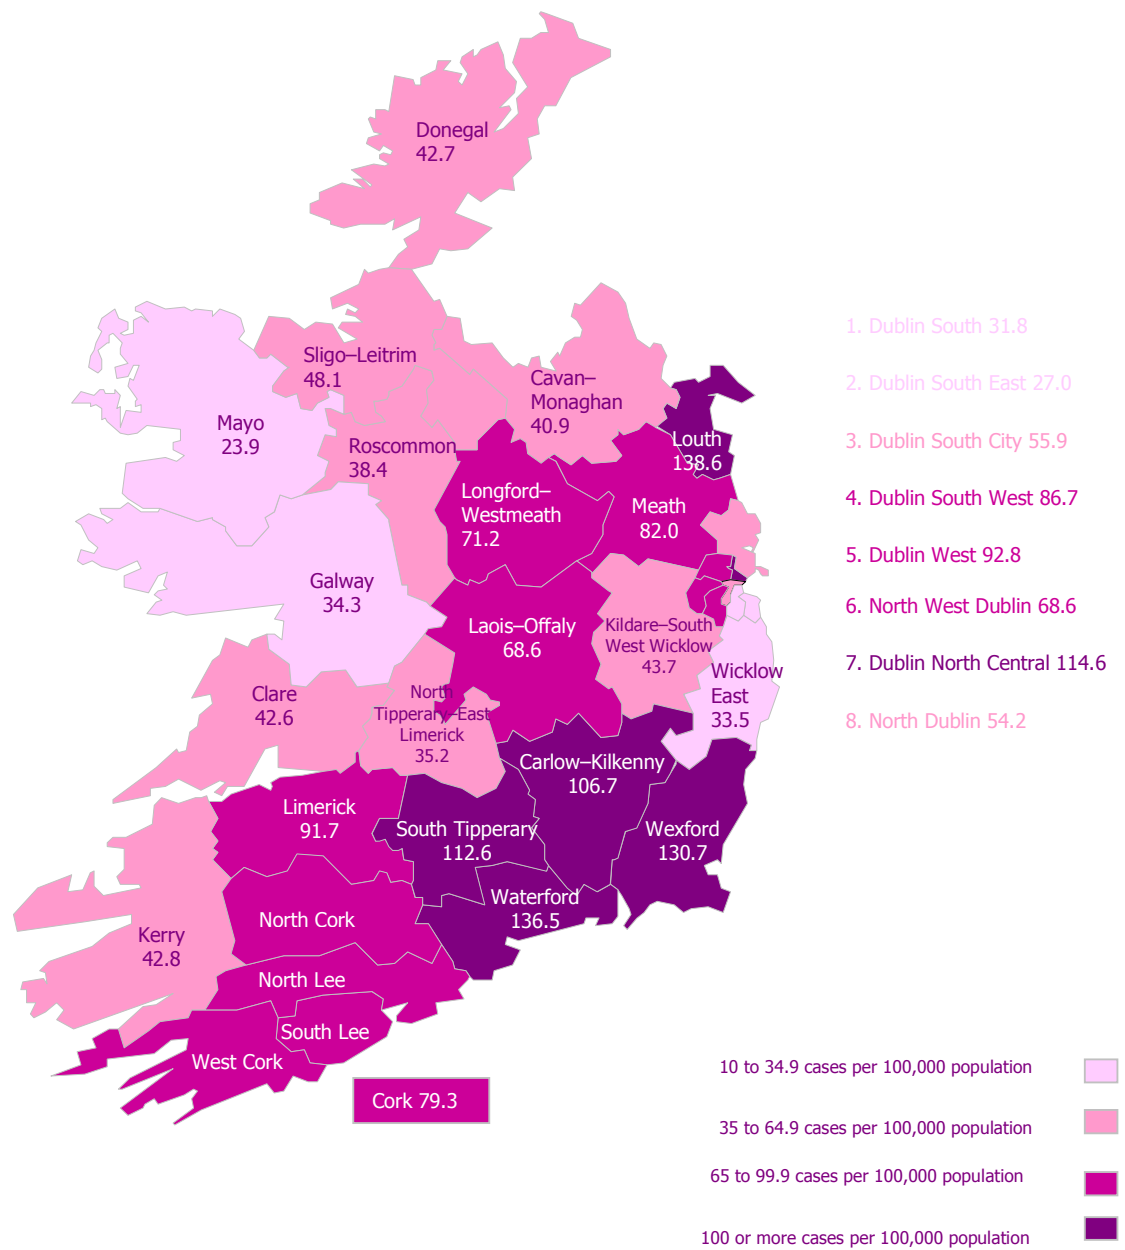 Donegal
42.7
Sligo–Leitrim
48.1
Cavan–
Monaghan
40.9
Mayo
23.9
Roscommon
38.4
Louth
138.6
Longford–
Westmeath
71.2
Meath
82.0
Galway
34.3
Laois–Offaly
68.6
Kildare–South
West Wicklow
43.7
Wicklow
East
33.5
Clare
42.6
North
Tipperary–East
Limerick
35.2
Carlow–Kilkenny
106.7
Limerick
91.7
South Tipperary
112.6
Wexford
130.7
Waterford
136.5
North Cork
Kerry
42.8
North Lee
South Lee
West Cork
Cork 79.3
1. Dublin South 31.8
2. Dublin South East 27.0
3. Dublin South City 55.9
4. Dublin South West 86.7
5. Dublin West 92.8
6. North West Dublin 68.6
7. Dublin North Central 114.6
8. North Dublin 54.2
10 to 34.9 cases per 100,000 population
35 to 64.9 cases per 100,000 population
65 to 99.9 cases per 100,000 population
100 or more cases per 100,000 population